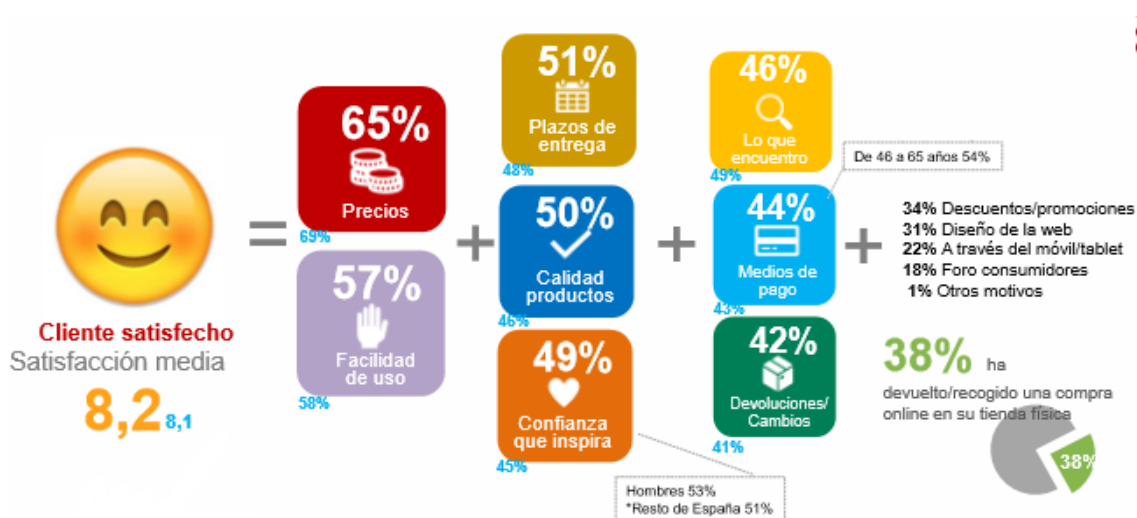 Cliente satisfecho
Satisfacción media
8,2 8,1
65%
Precios
69%
57%
Facilidad
de uso
58%
51%
Plazos de
entrega
48%
50%
Calidad
productos
46%
49%
Confianza
que inspira
45%
Hombres 53%
*Resto de España 51%
46%
Lo que
encuentro
49%
De 46 a 65 años 54%
44%
Medios de
pago
43%
42%
Devoluciones/
Cambios
41%
34% Descuentos/promociones
31% Diseño de la web
22% A través del móvil/tablet
18% Foro consumidores
1% Otros motivos
38% ha
devuelto/recogido una compra
online en su tienda física
38%